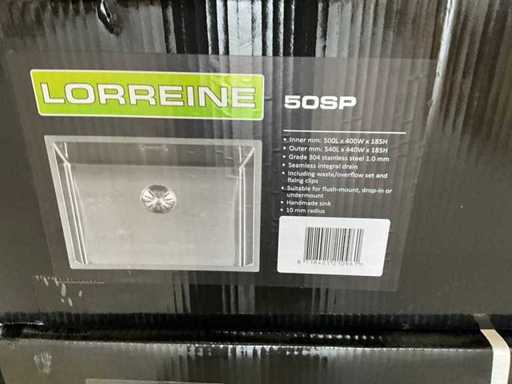 LORREINE
50SP
• Inner mm: 500L x 400W x 185H
• Outer mm: 540L x 440W x 185H
• Grade 304 stainless steel 1.0 mm
• Seamless integral drain
• Including waste/overflow set and
fixing clips
• Suitable for flush-mount, drop-in or
undermount
• Handmade sink
• 10 mm radius